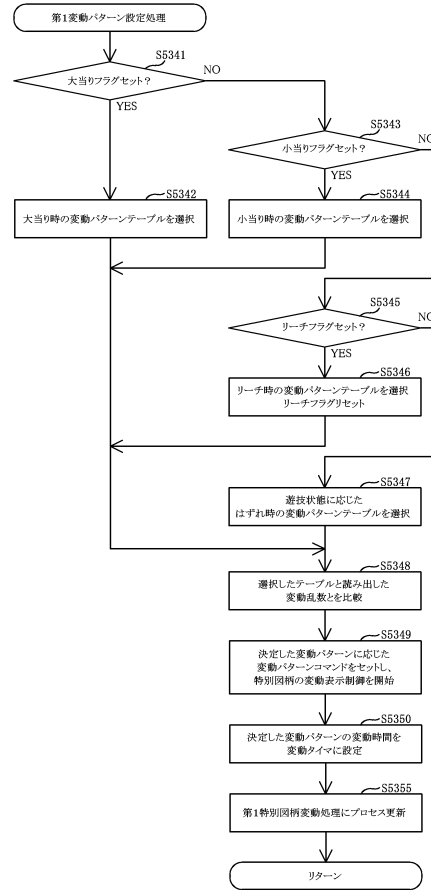 第1変動パターン設定処理
S5341
大当りフラグセット?
NO
YES
S5343
小当りフラグセット?
NO
YES
S5342
大当り時の変動パターンテーブルを選択
S5344
小当り時の変動パターンテーブルを選択
S5345
リーチフラグセット?
NO
YES
S5346
リーチ時の変動パターンテーブルを選択
リーチフラグリセット
S5347
遊技状態に応じた
はずれ時の変動パターンテーブルを選択
S5348
選択したテーブルと読み出した
変動乱数とを比較
S5349
決定した変動パターンに応じた
変動パターンコマンドをセットし、
特別図柄の変動表示制御を開始
S5350
決定した変動パターンの変動時間を
変動タイマに設定
S5355
第1特別図柄変動処理にプロセス更新
リターン